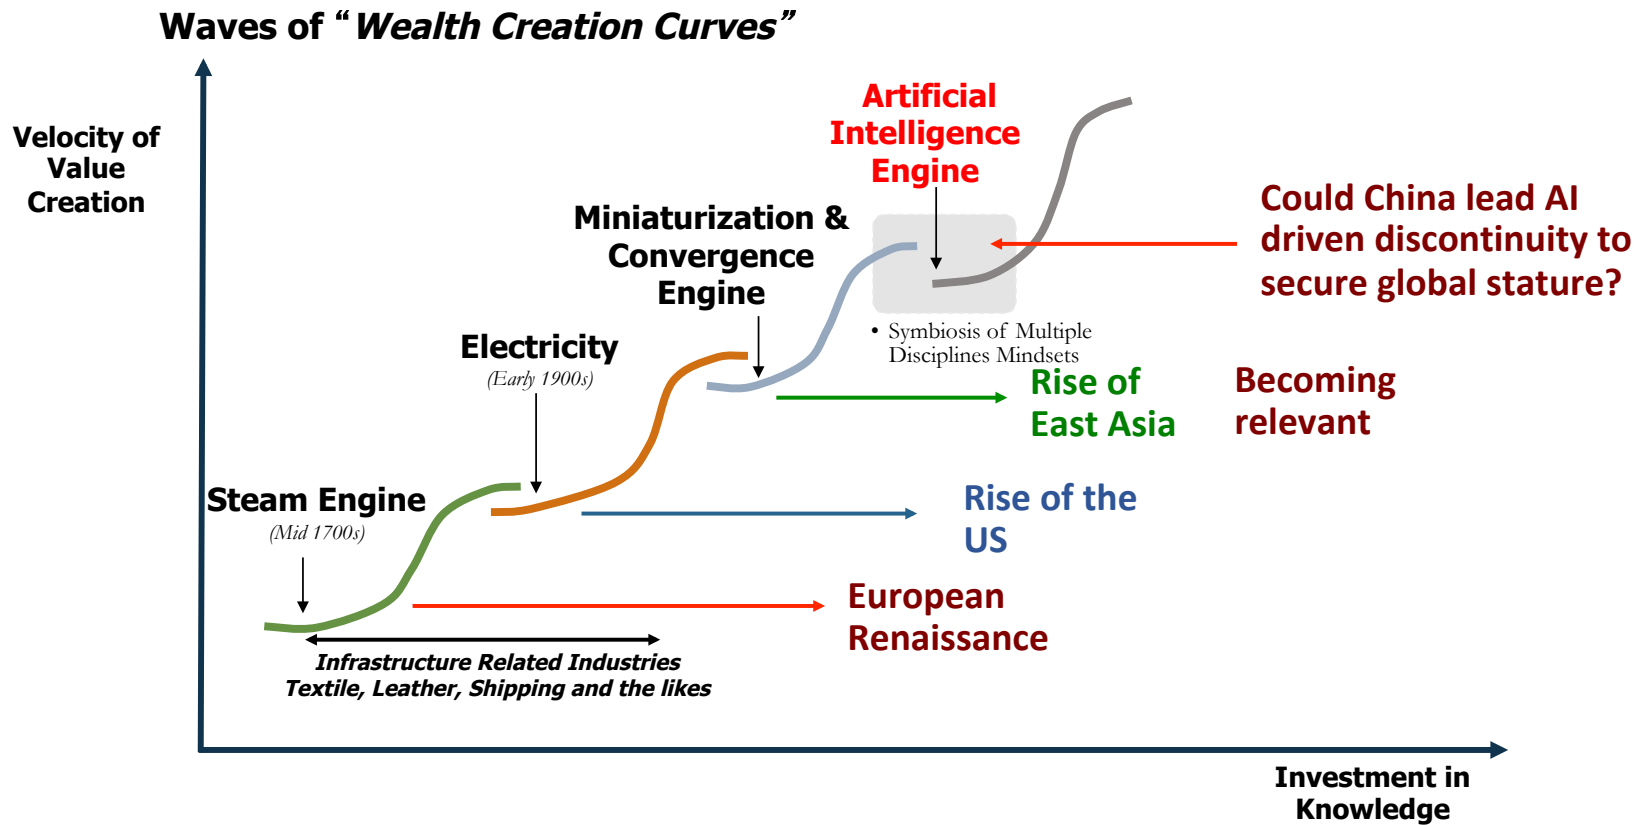 Waves of “Wealth Creation Curves”
Velocity of
Value
Creation
Artificial
Intelligence
Engine
Miniaturization &
Convergence
Engine
Could China lead AI
driven discontinuity to
secure global stature?
• Symbiosis of Multiple
Disciplines Mindsets
Electricity
(Early 1900s)
Rise of
East Asia
Becoming
relevant
Steam Engine
(Mid 1700s)
Rise of the
US
European
Renaissance
Infrastructure Related Industries
Textile, Leather, Shipping and the likes
Investment in
Knowledge